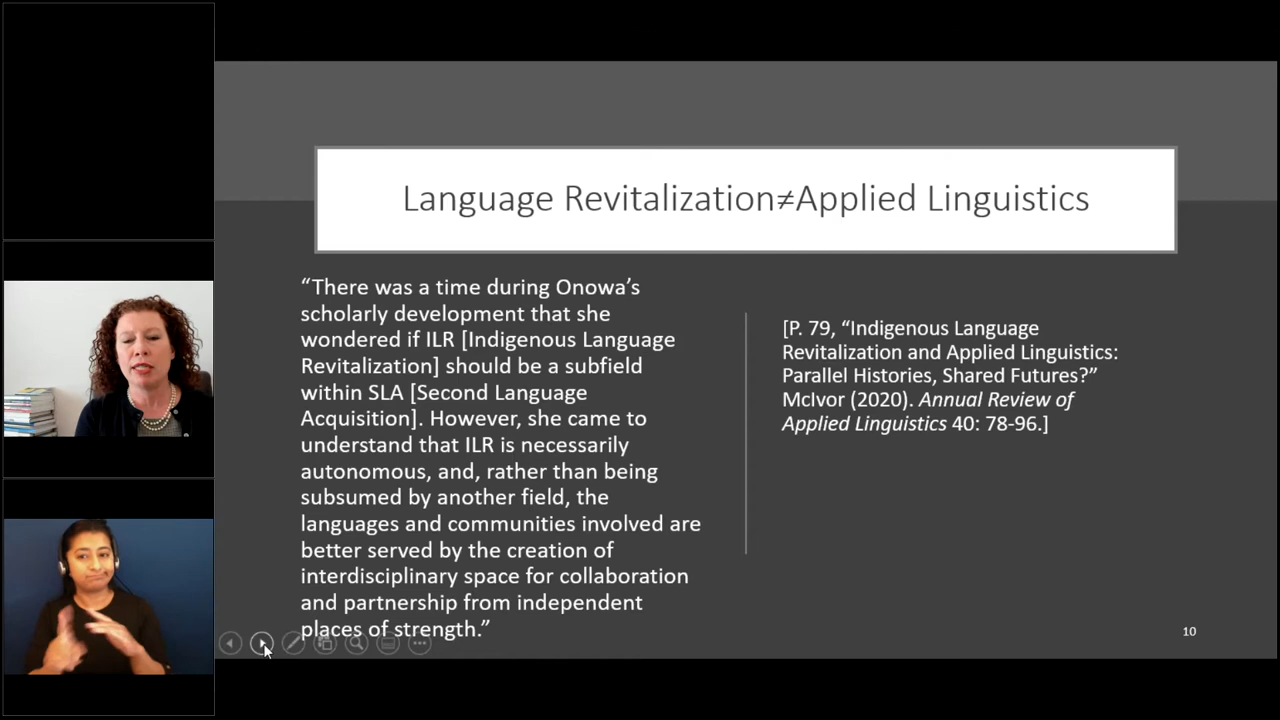 Language Revitalization≠Applied Linguistics
“There was a time during Onowa’s
scholarly development that she
wondered if ILR [Indigenous Language
Revitalization] should be a subfield
within SLA [Second Language
Acquisition]. However, she came to
understand that ILR is necessarily
autonomous, and, rather than being
subsumed by another field, the
languages and communities involved are
better served by the creation of
interdisciplinary space for collaboration
and partnership from independent
places of strength.”
[P. 79, “Indigenous Language
Revitalization and Applied Linguistics:
Parallel Histories, Shared Futures?”
McIvor (2020). Annual Review of
Applied Linguistics 40: 78-96.]
10